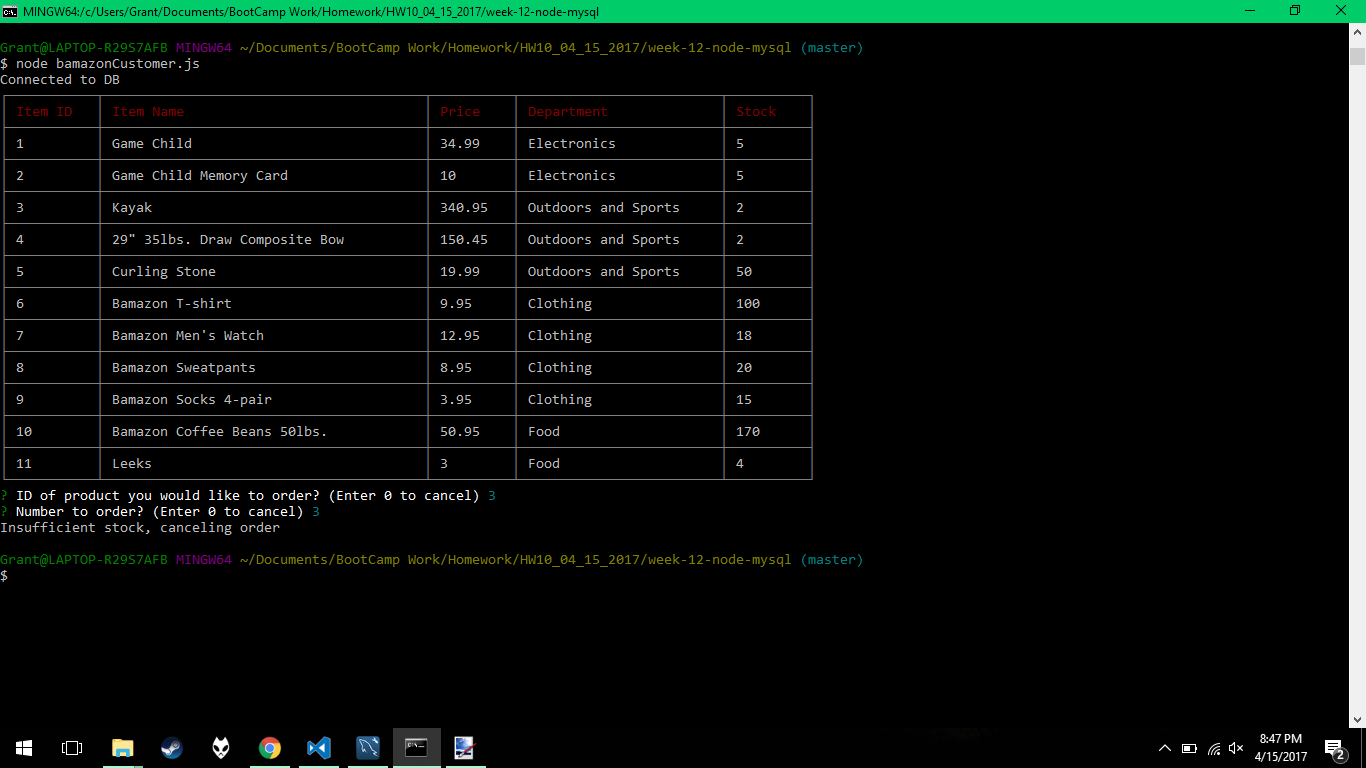 MINGW64:/c/Users/Grant/Documents/BootCamp Work/Homework/HW10_04_15_2017/week-12-node-mysql
Grant@LAPTOP-R29S7AFB MINGW64 ~/Documents/BootCamp Work/Homework/HW10_04_15_2017/week-12-node-mysql (master)
$ node bamazonCustomer.js
Connected to DB
Item ID Item Name Price Department Stock
1 Game Child 34.99 Electronics 5
2 Game Child Memory Card 10 Electronics 5
3 Kayak 340.95 Outdoors and Sports 2
4 29" 35lbs. Draw Composite Bow 150.45 Outdoors and Sports 2
5 Curling Stone 19.99 Outdoors and Sports 50
6 Bamazon T-shirt 9.95 Clothing 100
7 Bamazon Men's Watch 12.95 Clothing 18
8 Bamazon Sweatpants 8.95 Clothing 20
9 Bamazon Socks 4-pair 3.95 Clothing 15
10 Bamazon Coffee Beans 50lbs. 50.95 Food 170
11 Leeks 3 Food 4
? ID of product you would like to order? (Enter 0 to cancel) 3
? Number to order? (Enter 0 to cancel) 3
Insufficient stock, canceling order
Grant@LAPTOP-R29S7AFB MINGW64 ~/Documents/BootCamp Work/Homework/HW10_04_15_2017/week-12-node-mysql (master)
$
8:47 PM
4/15/2017
2